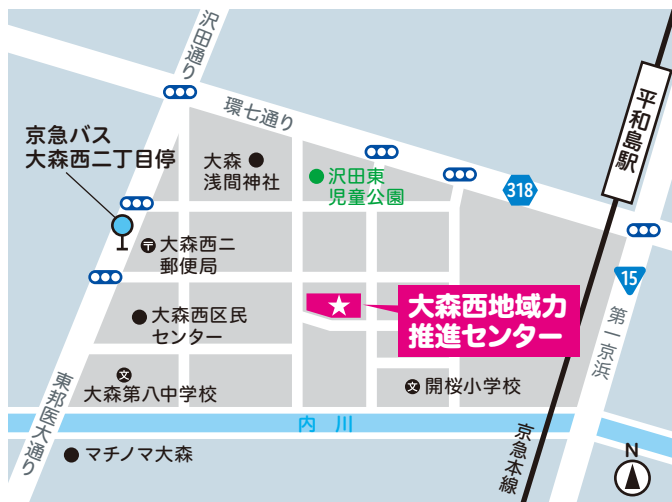 沢田通り
環七通り
平和島駅
京急バス
大森西二丁目停
大森
浅間神社
沢田東
児童公園
318
大森西二
郵便局
15
大森西地域力
推進センター
第一京浜
大森西区民
センター
文
大森第八中学校
文
開桜小学校
東邦医大通り
内川
京急本線
マチノマ大森
N